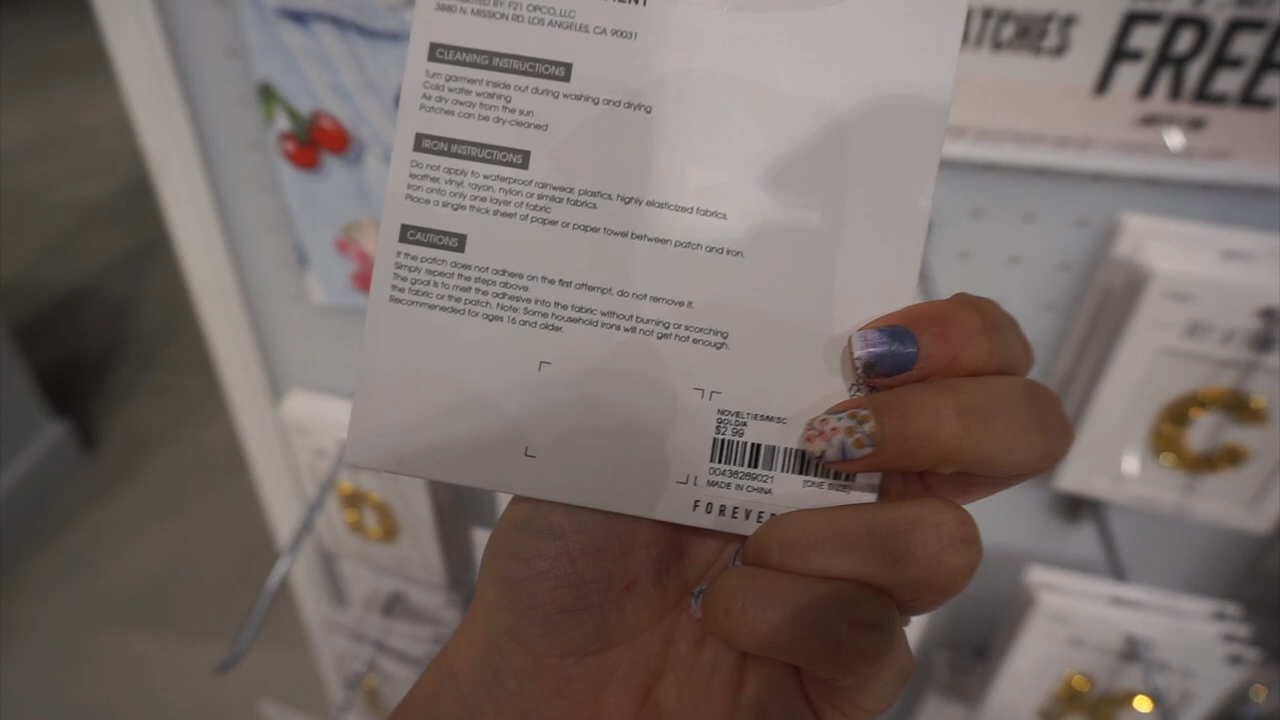 F21 OPCO, LLC
3880 N. MISSION RD, LOS ANGELES, CA 90031
CLEANING INSTRUCTIONS
Turn garment inside out during washing and drying
Cold water washing
Air dry away from the sun
Patches can be dry-cleaned
IRON INSTRUCTIONS
Do not apply to waterproof rainwear, plastics, highly elasticized fabrics,
leather, vinyl, rayon, nylon or similar fabrics.
Iron onto only one layer of fabric
Place a single thick sheet of paper or paper towel between patch and iron.
CAUTIONS
If the patch does not adhere on the first attempt, do not remove it.
Simply repeat the steps above.
The goal is to melt the adhesive into the fabric without burning or scorching
the fabric or the patch. Note: Some household irons will not get hot enough.
Recommeneded for ages 16 and older.
NOVELTIES/MISC
GOLD/A
$2.99
00438289021
[ONE SIZE]
MADE IN CHINA
FOREVE
ATCHES
FREE
C